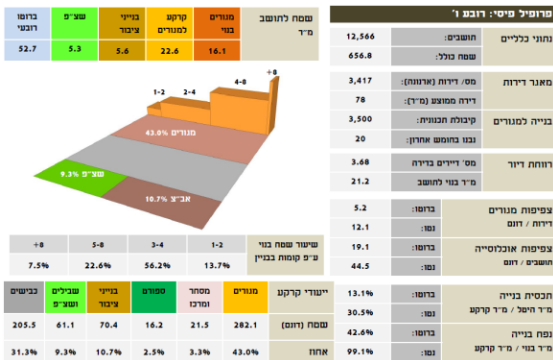 פרופיל פיסי: רובע ו'
נתוני כלליים
תושבים: 12,566
שטח כולל: 656.8
מאגר דירות
מס' דירות (ארנונה): 3,417
דירה ממוצע (מ"ר): 78
בנייה למגורים
קיבולת תכנונית: 3,500
נבנו בחומש אחרון: 20
רווחת דיור
מס' דיירים בדירה 3.68
מ"ר בנוי לתושב 21.2
צפיפות מגורים
דירות / דונם
ברוטו: 5.2
נטו: 12.1
צפיפות אוכלוסייה
תושבים / דונם
ברוטו: 19.1
נטו: 44.5
תכסית בנייה
מ"ר היטל / מ"ר קרקע
ברוטו: 13.1%
נטו: 30.5%
נפח בנייה
מ"ר בנוי / מ"ר קרקע
ברוטו: 42.6%
נטו: 99.1%
שטח לתושב
מ"ר
מגורים בנוי קרקע למגורים בנייני ציבור שצ"פ ברוטו רובעי
16.1 22.6 5.6 5.3 52.7
1-2 2-4 4-8 8+
מגורים 43.0%
שצ"פ 9.3%
אב"צ 10.7%
שיעור שטח בנוי
ע"פ קומות בבניין
1-2 3-4 5-8 8+
13.7% 56.2% 22.6% 7.5%
ייעודי קרקע מגורים מסחר ומרכז ספורט בנייני ציבור שבילים ושצ"פ כבישים
שטח (דונם) 282.1 21.5 16.2 70.4 61.1 205.5
אחוז 43.0% 3.3% 2.5% 10.7% 9.3% 31.3%